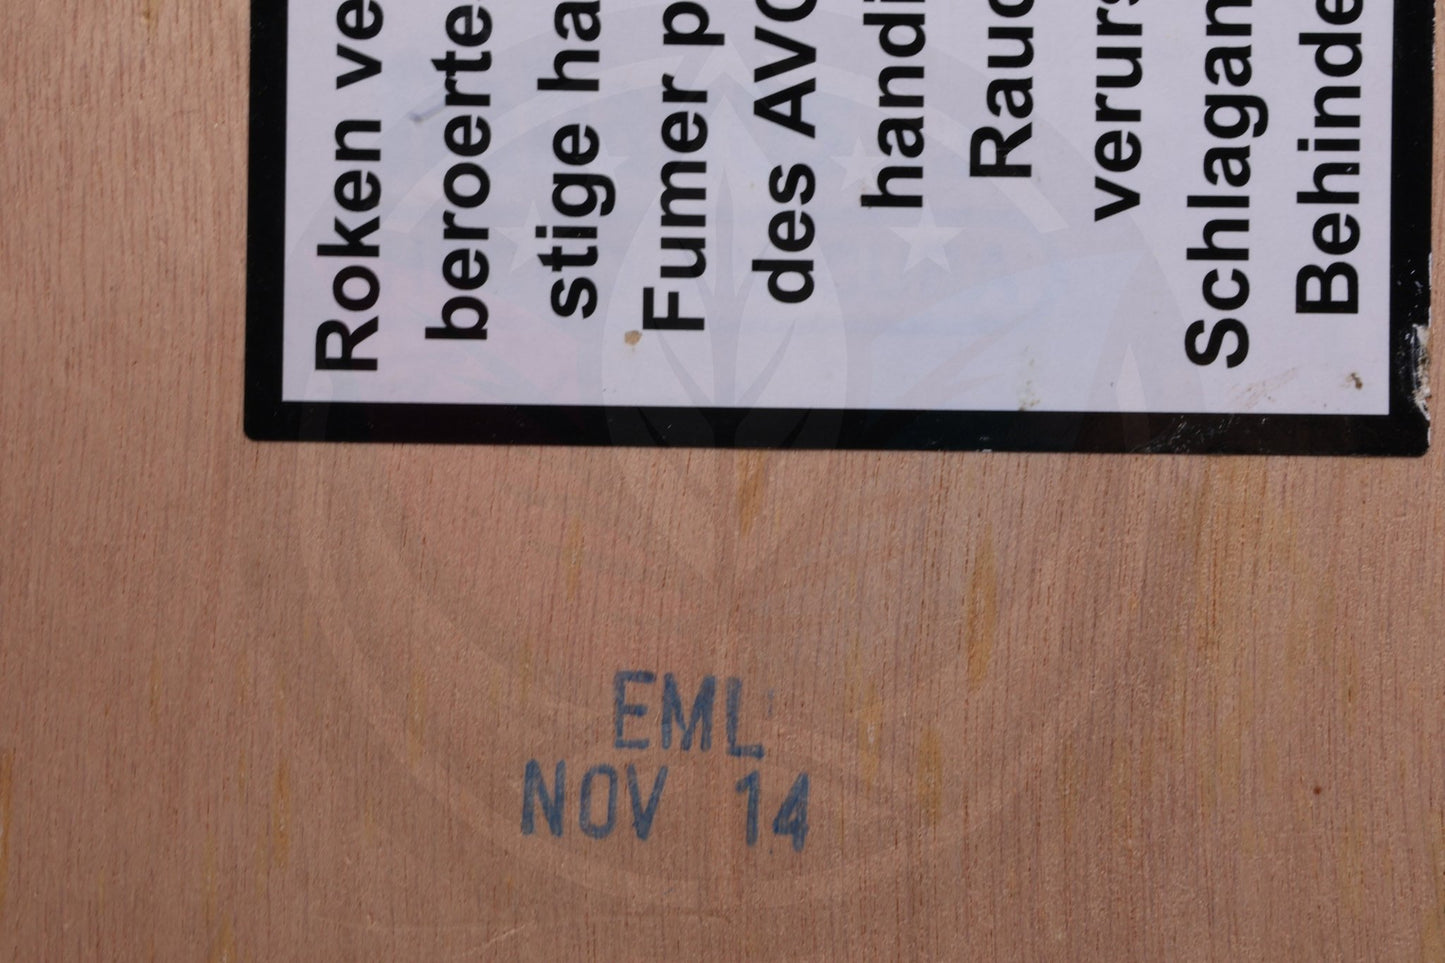 Roken ve
beroerte
stige ha
Fumer p
des AVC
handi
Rauc
verurs
Schlagan
Behinde
EML
NOV 14